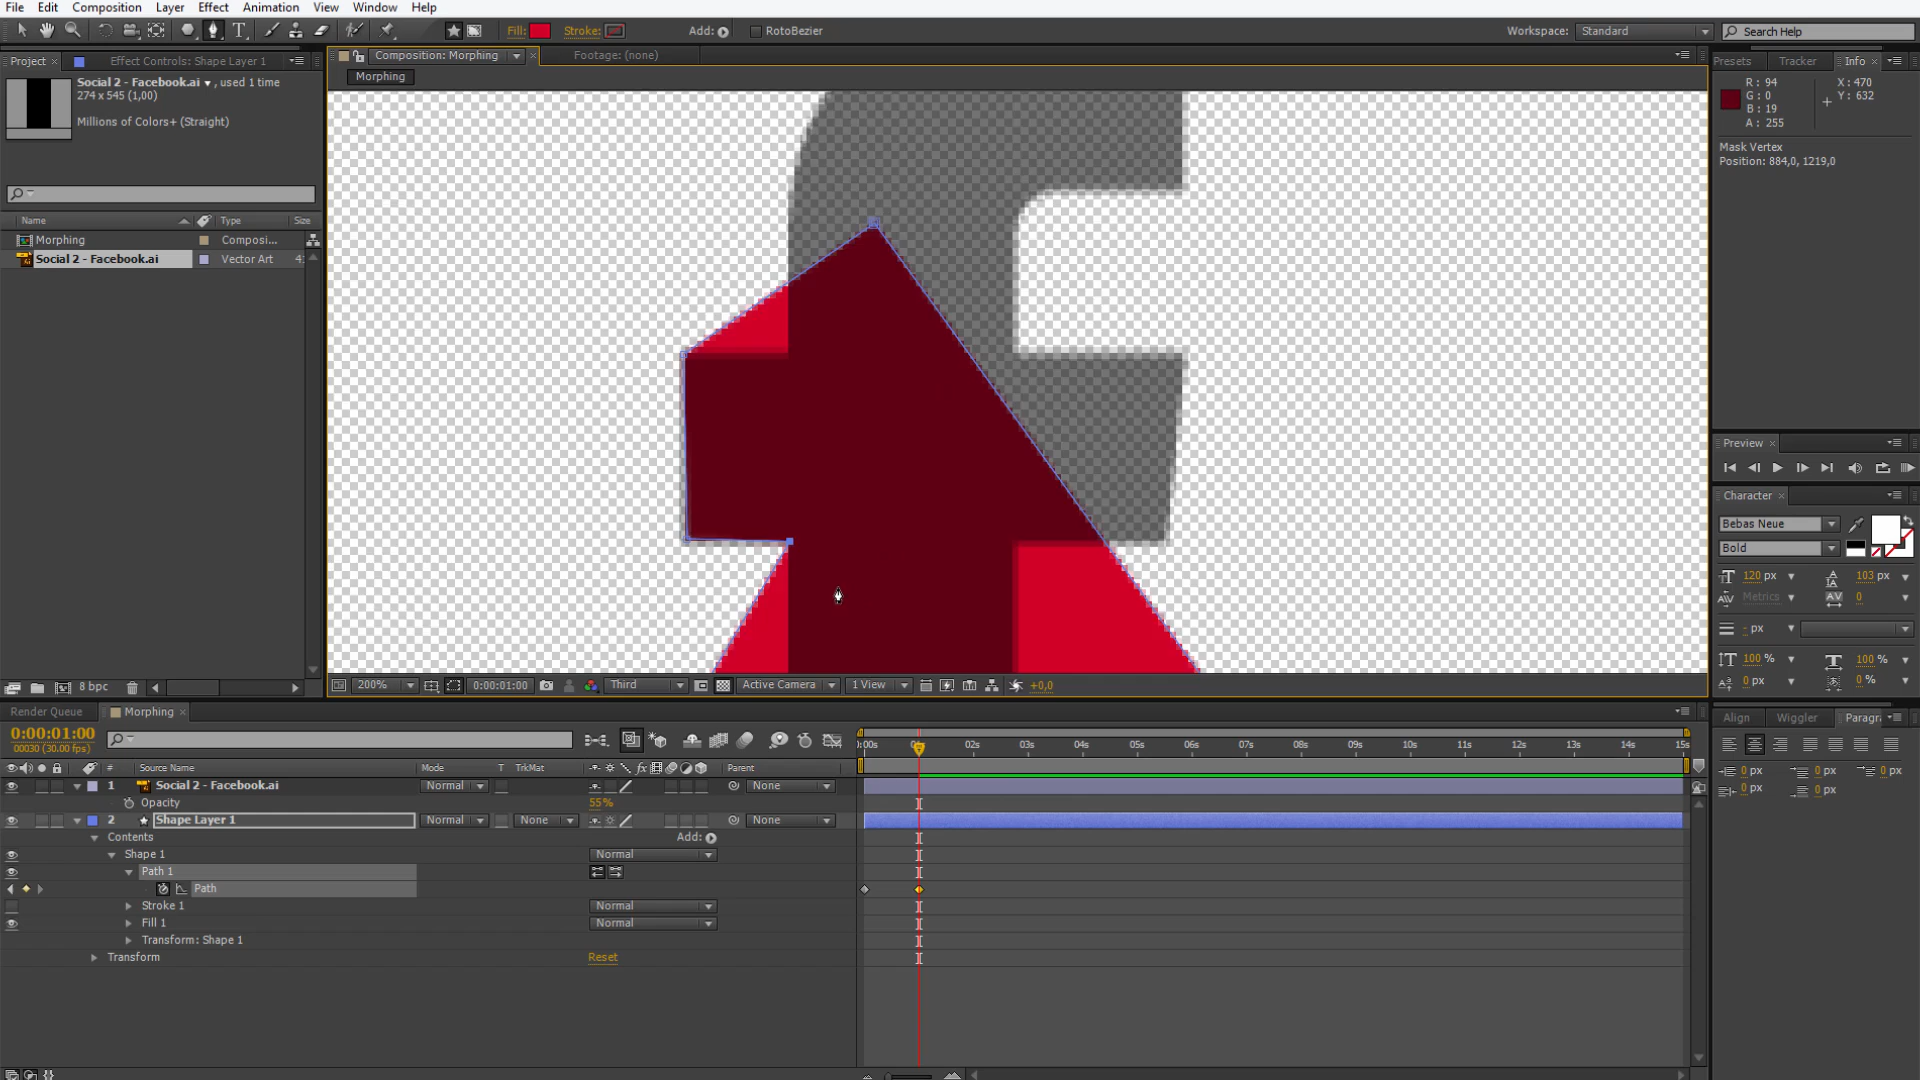 File Edit Composition Layer Effect Animation View Window Help
Fill: Stroke: Add: RotoBezier Workspace: Standard Search Help
Project Effect Controls: Shape Layer 1
Composition: Morphing Footage: (none)
Presets Tracker Info
Morphing
Social 2 - Facebook.ai , used 1 time
274 x 545 (1,00)
Millions of Colors+ (Straight)
R : 94
G : 0
B : 19
A : 255
X : 470
Y : 632
Mask Vertex
Position: 884,0, 1219,0
Name Type Size
Morphing Composi...
Social 2 - Facebook.ai Vector Art 4:
Preview
Character
Bebas Neue
Bold
120 px 103 px
Metrics 0
- px
100 % 100 %
0 px 0 %
8 bpc
200% 0:00:01:00 Third Active Camera 1 View +0,0
Render Queue Morphing
Align Wiggler Paragr
0:00:01:00
00030 (30.00 fps)
):00s 02s 03s 04s 05s 06s 07s 08s 09s 10s 11s 12s 13s 14s 15s
# Source Name Mode T TrkMat fx Parent
1 Social 2 - Facebook.ai Normal None
Opacity 55%
2 Shape Layer 1 Normal None None
Contents Add:
Shape 1 Normal
Path 1
Path
Stroke 1 Normal
Fill 1 Normal
Transform: Shape 1
Transform Reset
0 px 0 px 0 px
0 px 0 px